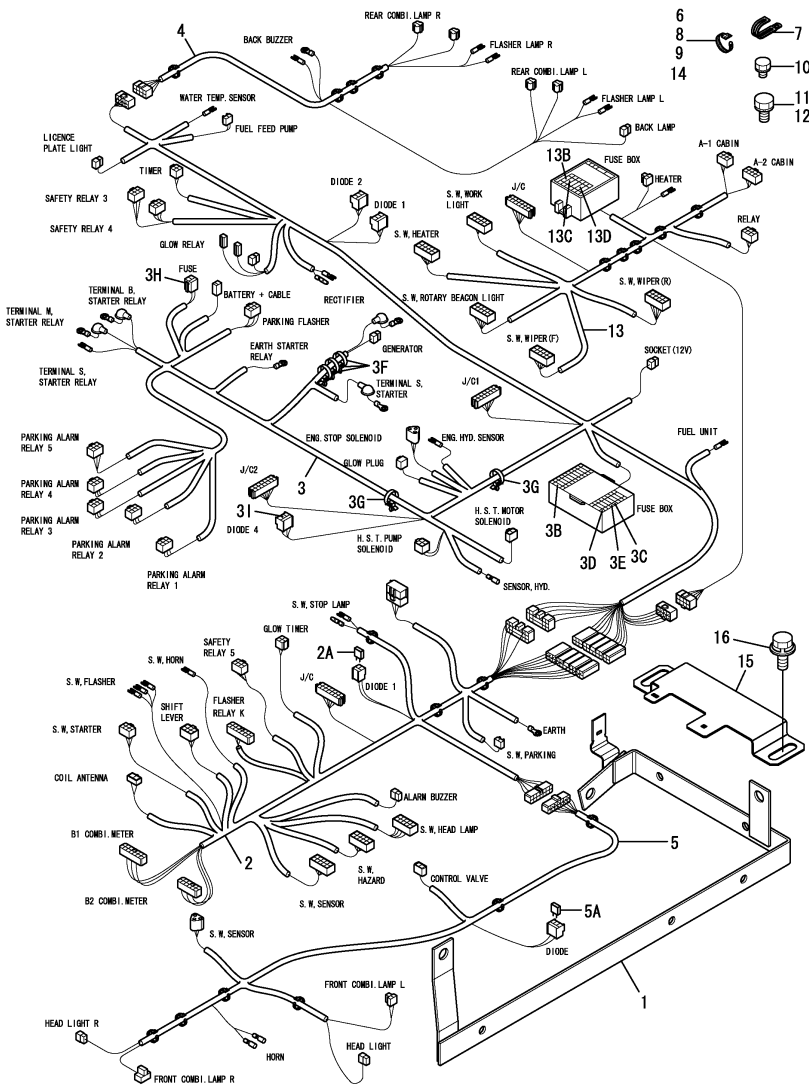 6
8
9
14
7
10
11
12
4
BACK BUZZER
REAR COMBI.LAMP R
FLASHER LAMP R
REAR COMBI.LAMP L
FLASHER LAMP L
BACK LAMP
WATER TEMP.SENSOR
FUEL FEED PUMP
LICENCE
PLATE LIGHT
TIMER
SAFETY RELAY 3
SAFETY RELAY 4
GLOW RELAY
DIODE 2
DIODE 1
RECTIFIER
13B
FUSE BOX
13C
13D
HEATER
A-1 CABIN
A-2 CABIN
RELAY
S.W,WORK
LIGHT
J/C
S.W,HEATER
S.W,ROTARY BEACON LIGHT
S.W,WIPER(R)
S.W,WIPER(F)
13
3H
FUSE
BATTERY + CABLE
PARKING FLASHER
TERMINAL B,
STARTER RELAY
TERMINAL M,
STARTER RELAY
TERMINAL S,
STARTER RELAY
EARTH STARTER
RELAY
GENERATOR
3F
TERMINAL S,
STARTER
J/C1
SOCKET(12V)
FUEL UNIT
ENG.STOP SOLENOID
ENG.HYD.SENSOR
GLOW PLUG
3
3G
3G
J/C2
3I
DIODE 4
H.S.T.PUMP
SOLENOID
H.S.T.MOTOR
SOLENOID
SENSOR,HYD.
3B
3D
3E
3C
FUSE BOX
PARKING ALARM
RELAY 5
PARKING ALARM
RELAY 4
PARKING ALARM
RELAY 3
PARKING ALARM
RELAY 2
PARKING ALARM
RELAY 1
S.W,STOP LAMP
GLOW TIMER
2A
DIODE 1
SAFETY
RELAY 5
S.W,HORN
J/C
S.W,FLASHER
SHIFT
LEVER
FLASHER
RELAY K
S.W,STARTER
COIL ANTENNA
B1 COMBI.METER
B2 COMBI.METER
2
EARTH
S.W,PARKING
ALARM BUZZER
S.W,HEAD LAMP
S.W,
HAZARD
S.W,SENSOR
16
15
5
CONTROL VALVE
5A
DIODE
1
S.W,SENSOR
FRONT COMBI.LAMP L
HEAD LIGHT R
HORN
HEAD LIGHT
FRONT COMBI.LAMP R